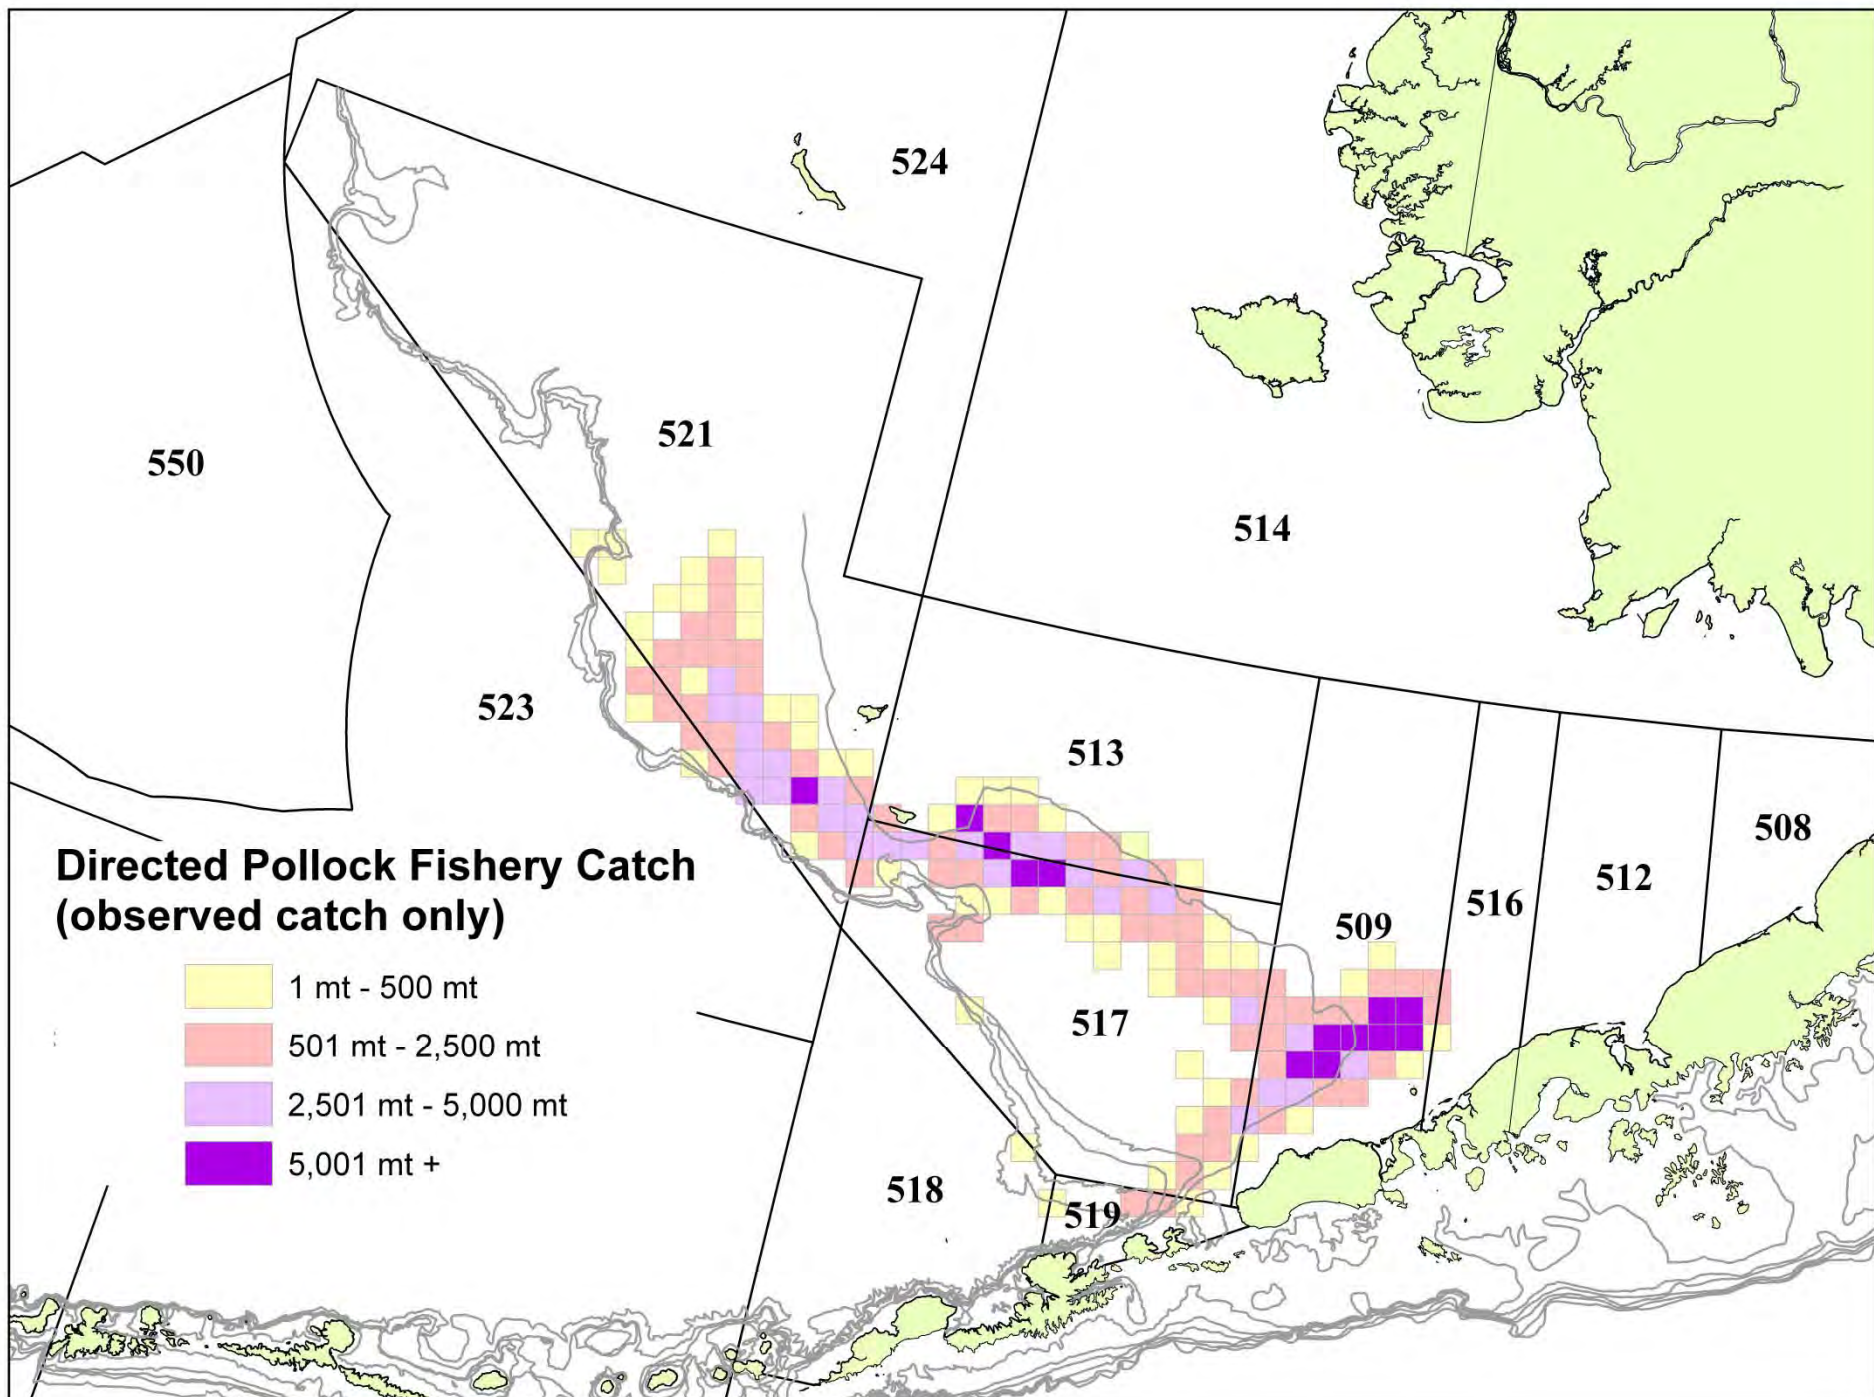 524
521
550
514
523
513
508
Directed Pollock Fishery Catch
(observed catch only)
512
516
509
1 mt - 500 mt
517
501 mt - 2,500 mt
2,501 mt - 5,000 mt
5,001 mt +
518
519